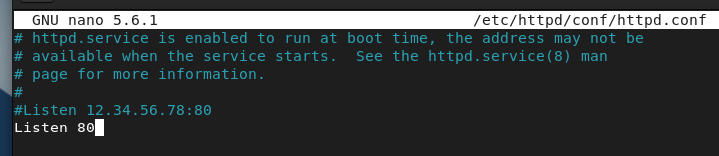 GNU nano 5.6.1 /etc/httpd/conf/httpd.conf
# httpd.service is enabled to run at boot time, the address may not be
# available when the service starts.  See the httpd.service(8) man
# page for more information.
#
#Listen 12.34.56.78:80
Listen 80